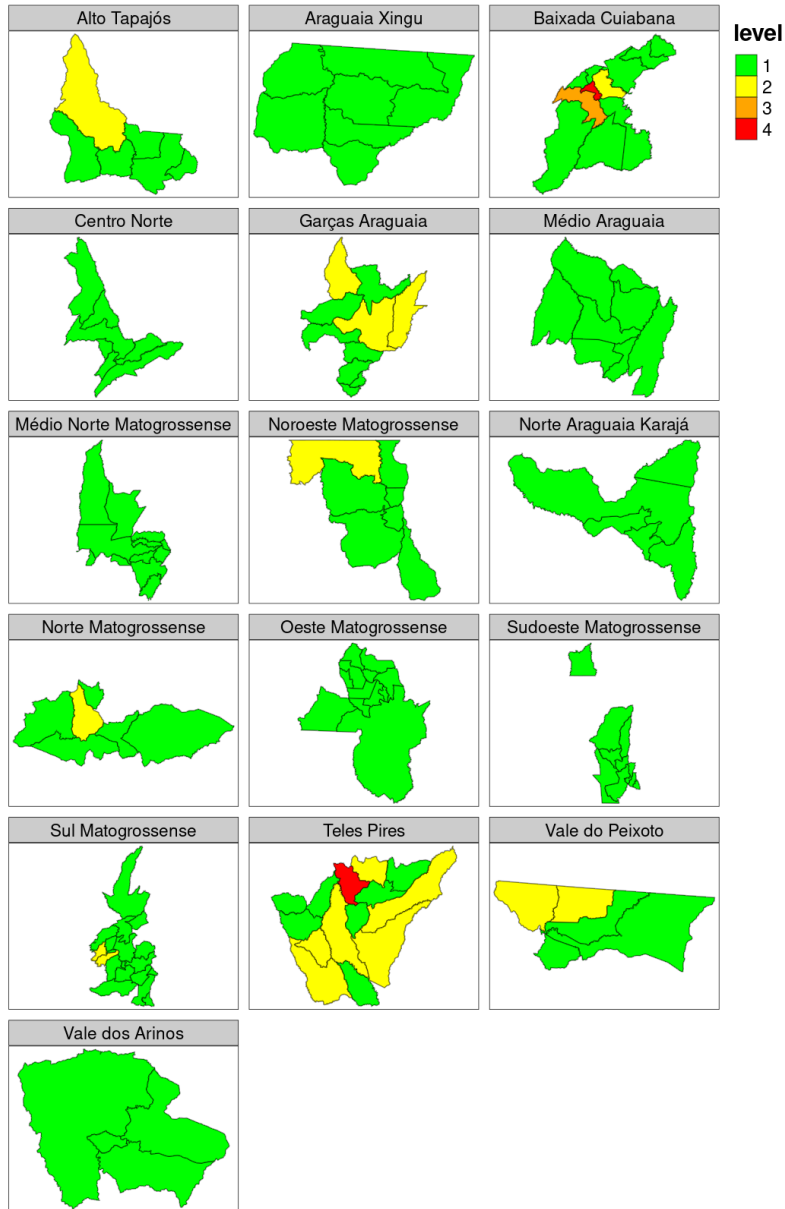 Alto Tapajós
Araguaia Xingu
Baixada Cuiabana
level
1
2
3
4
Centro Norte
Garças Araguaia
Médio Araguaia
Médio Norte Matogrossense
Noroeste Matogrossense
Norte Araguaia Karajá
Norte Matogrossense
Oeste Matogrossense
Sudoeste Matogrossense
Sul Matogrossense
Teles Pires
Vale do Peixoto
Vale dos Arinos